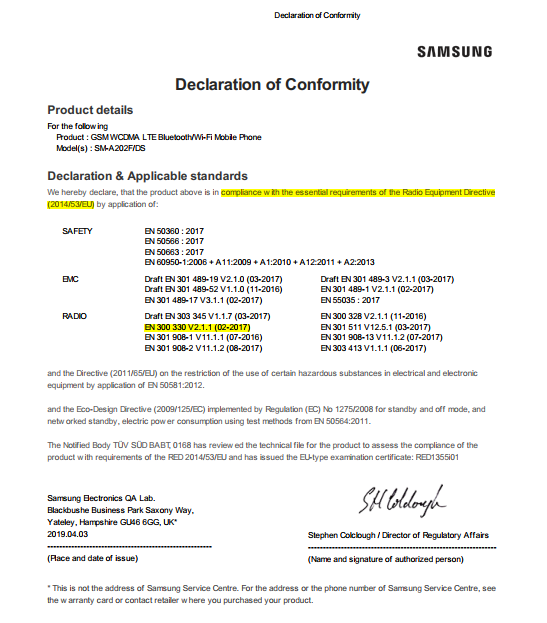 Declaration of Conformity
SAMSUNG
Declaration of Conformity
Product details
For the following
Product : GSM WCDMA LTE Bluetooth/Wi-Fi Mobile Phone
Model(s) : SM-A202F/DS
Declaration & Applicable standards
We hereby declare, that the product above is in compliance with the essential requirements of the Radio Equipment Directive
(2014/53/EU) by application of:
SAFETY EN 50360 : 2017
EN 50566 : 2017
EN 50663 : 2017
EN 60950-1:2006 + A11:2009 + A1:2010 + A12:2011 + A2:2013
EMC Draft EN 301 489-19 V2.1.0 (03-2017) Draft EN 301 489-3 V2.1.1 (03-2017)
Draft EN 301 489-52 V1.1.0 (11-2016) EN 301 489-1 V2.1.1 (02-2017)
EN 301 489-17 V3.1.1 (02-2017) EN 55035 : 2017
RADIO Draft EN 303 345 V1.1.7 (03-2017) EN 300 328 V2.1.1 (11-2016)
EN 300 330 V2.1.1 (02-2017) EN 301 511 V12.5.1 (03-2017)
EN 301 908-1 V11.1.1 (07-2016) EN 301 908-13 V11.1.2 (07-2017)
EN 301 908-2 V11.1.2 (08-2017) EN 303 413 V1.1.1 (06-2017)
and the Directive (2011/65/EU) on the restriction of the use of certain hazardous substances in electrical and electronic
equipment by application of EN 50581:2012.
and the Eco-Design Directive (2009/125/EC) implemented by Regulation (EC) No 1275/2008 for standby and off mode, and
networked standby, electric power consumption using test methods from EN 50564:2011.
The Notified Body TÜV SÜD BABT, 0168 has reviewed the technical file for the product to assess the compliance of the
product with requirements of the RED 2014/53/EU and has issued the EU-type examination certificate: RED1355i01
Samsung Electronics QA Lab.
Blackbushe Business Park Saxony Way,
Yateley, Hampshire GU46 6GG, UK*
2019.04.03
(Place and date of issue)
SH Colclough
Stephen Colclough / Director of Regulatory Affairs
(Name and signature of authorized person)
* This is not the address of Samsung Service Centre. For the address or the phone number of Samsung Service Centre, see
the warranty card or contact retailer where you purchased your product.